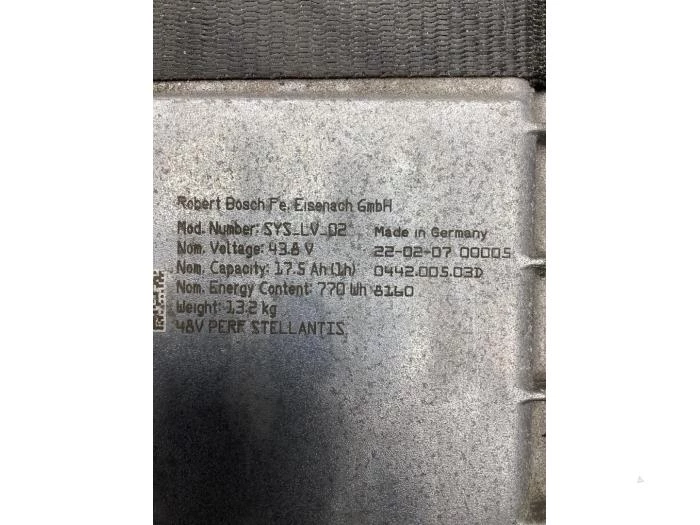 Robert Bosch Fe. Eisenach GmbH
Mod. Number: SYS_LV_02 Made in Germany
Nom. Voltage: 43.8 V 22-02-07 00005
Nom. Capacity: 17.5 Ah (1h) 0442.005.03D
Nom. Energy Content: 770 Wh 8160
Weight: 13.2 kg
48V PERF STELLANTIS